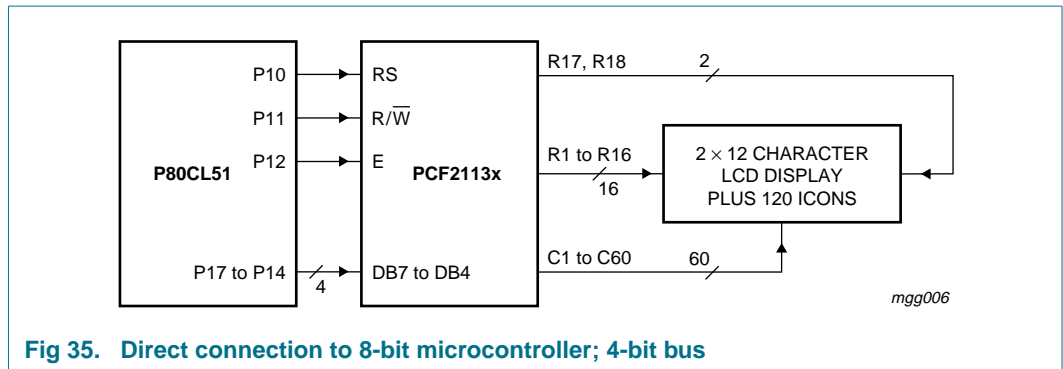 P80CL51
P10
P11
P12
P17 to P14
4
PCF2113x
RS
R/W̅
E
DB7 to DB4
R17, R18
2
R1 to R16
16
C1 to C60
60
2 × 12 CHARACTER
LCD DISPLAY
PLUS 120 ICONS
mgg006
Fig 35. Direct connection to 8-bit microcontroller; 4-bit bus